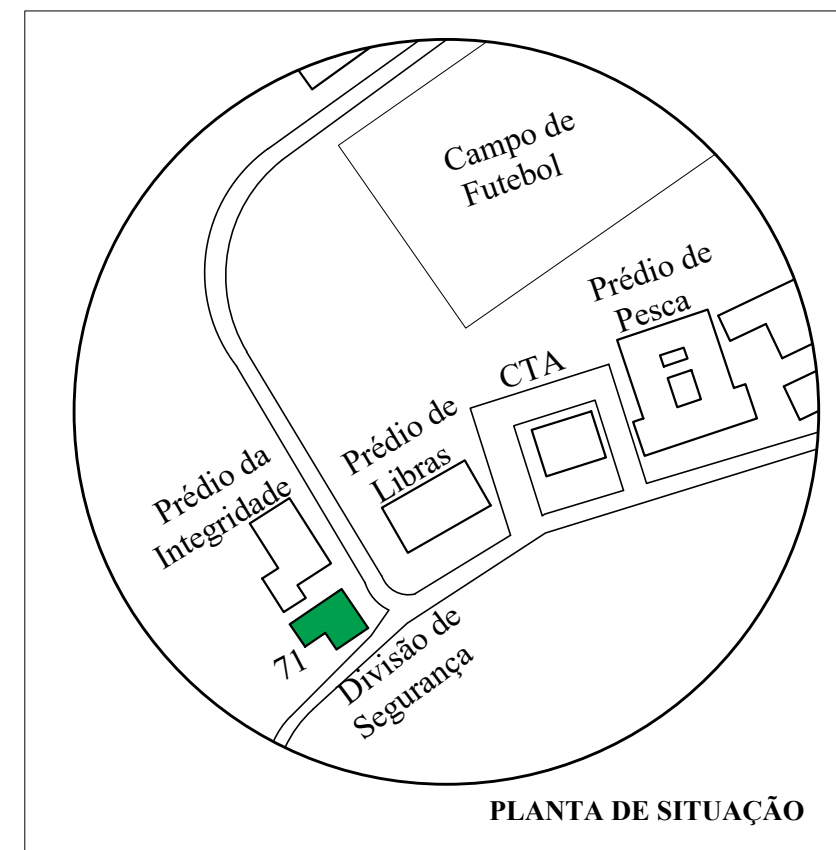 Campo de
Futebol
Prédio de
Pesca
CTA
Prédio de
Libras
Prédio da
Integridade
71
Divisão de
Segurança
PLANTA DE SITUAÇÃO